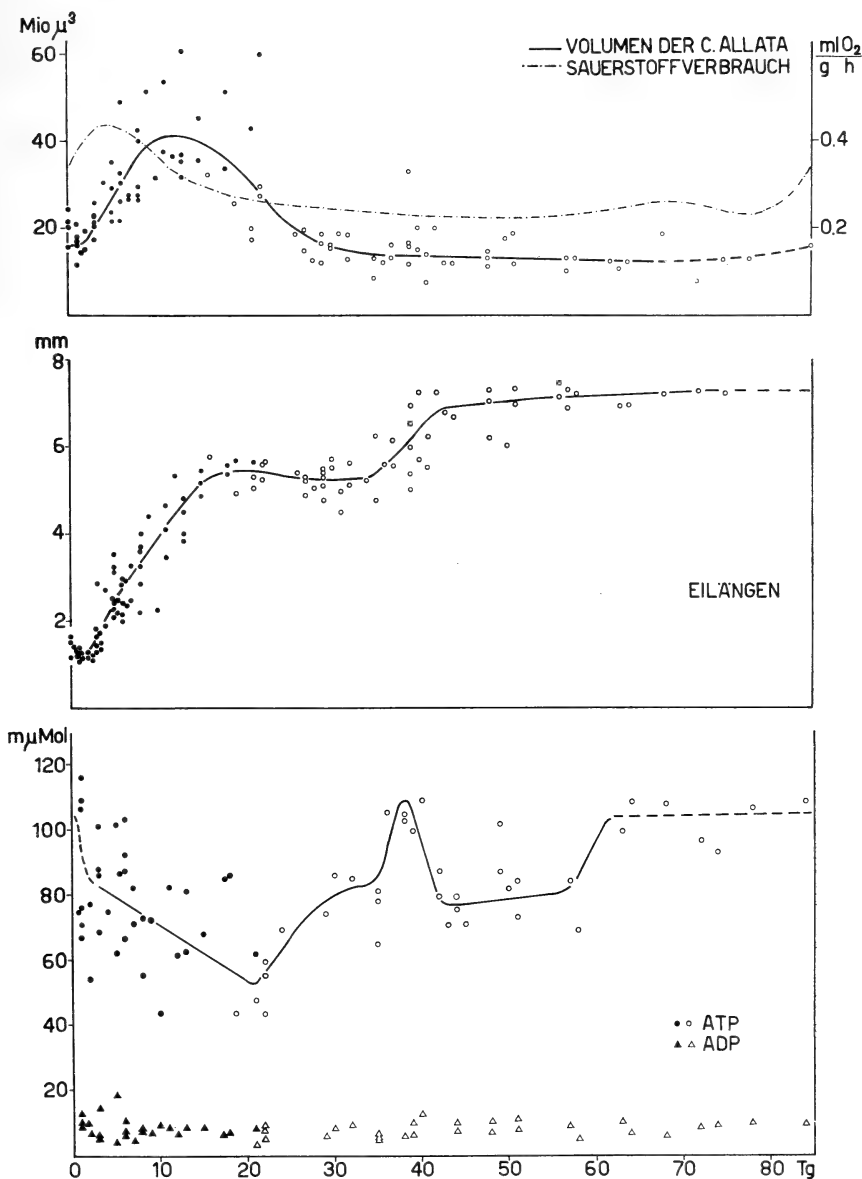 Mio μ³
60
40
20
VOLUMEN DER C. ALLATA
SAUERSTOFFVERBRAUCH
mlO₂
g h
0.4
0.2
mm
8
6
4
2
EILÄNGEN
mμMol
120
100
80
60
40
20
ATP
ADP
0 10 20 30 40 50 60 70 80 Tg